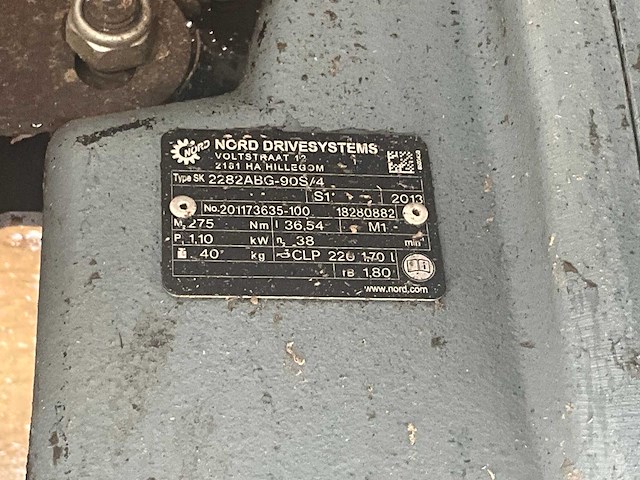 NORD NORD DRIVESYSTEMS
VOLTSTRAAT 12
2181 HA HILLEGOM
Type SK 2282ABG-90S/4
S1 2013
No. 201173635-100 18280882
M₂ 275 Nm i 36,54 M1
P₁ 1,10 kW n₂ 38 min⁻¹
40 kg CLP 220 1,70 l
fB 1,80
www.nord.com